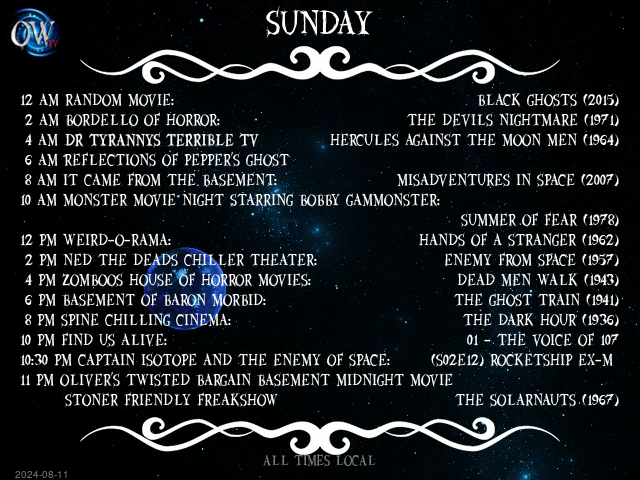 OW TV
SUNDAY
12 AM RANDOM MOVIE: BLACK GHOSTS (2015)
2 AM BORDELLO OF HORROR: THE DEVILS NIGHTMARE (1971)
4 AM DR TYRANNYS TERRIBLE TV HERCULES AGAINST THE MOON MEN (1964)
6 AM REFLECTIONS OF PEPPER'S GHOST
8 AM IT CAME FROM THE BASEMENT: MISADVENTURES IN SPACE (2007)
10 AM MONSTER MOVIE NIGHT STARRING BOBBY GAMMONSTER:
SUMMER OF FEAR (1978)
12 PM WEIRD-O-RAMA: HANDS OF A STRANGER (1962)
2 PM NED THE DEADS CHILLER THEATER: ENEMY FROM SPACE (1957)
4 PM ZOMBOOS HOUSE OF HORROR MOVIES: DEAD MEN WALK (1943)
6 PM BASEMENT OF BARON MORBID: THE GHOST TRAIN (1941)
8 PM SPINE CHILLING CINEMA: THE DARK HOUR (1936)
10 PM FIND US ALIVE: 01 - THE VOICE OF 107
10:30 PM CAPTAIN ISOTOPE AND THE ENEMY OF SPACE: (S02E12) ROCKETSHIP EX-M
11 PM OLIVER'S TWISTED BARGAIN BASEMENT MIDNIGHT MOVIE
STONER FRIENDLY FREAKSHOW THE SOLARNAUTS (1967)
ALL TIMES LOCAL
2024-08-11